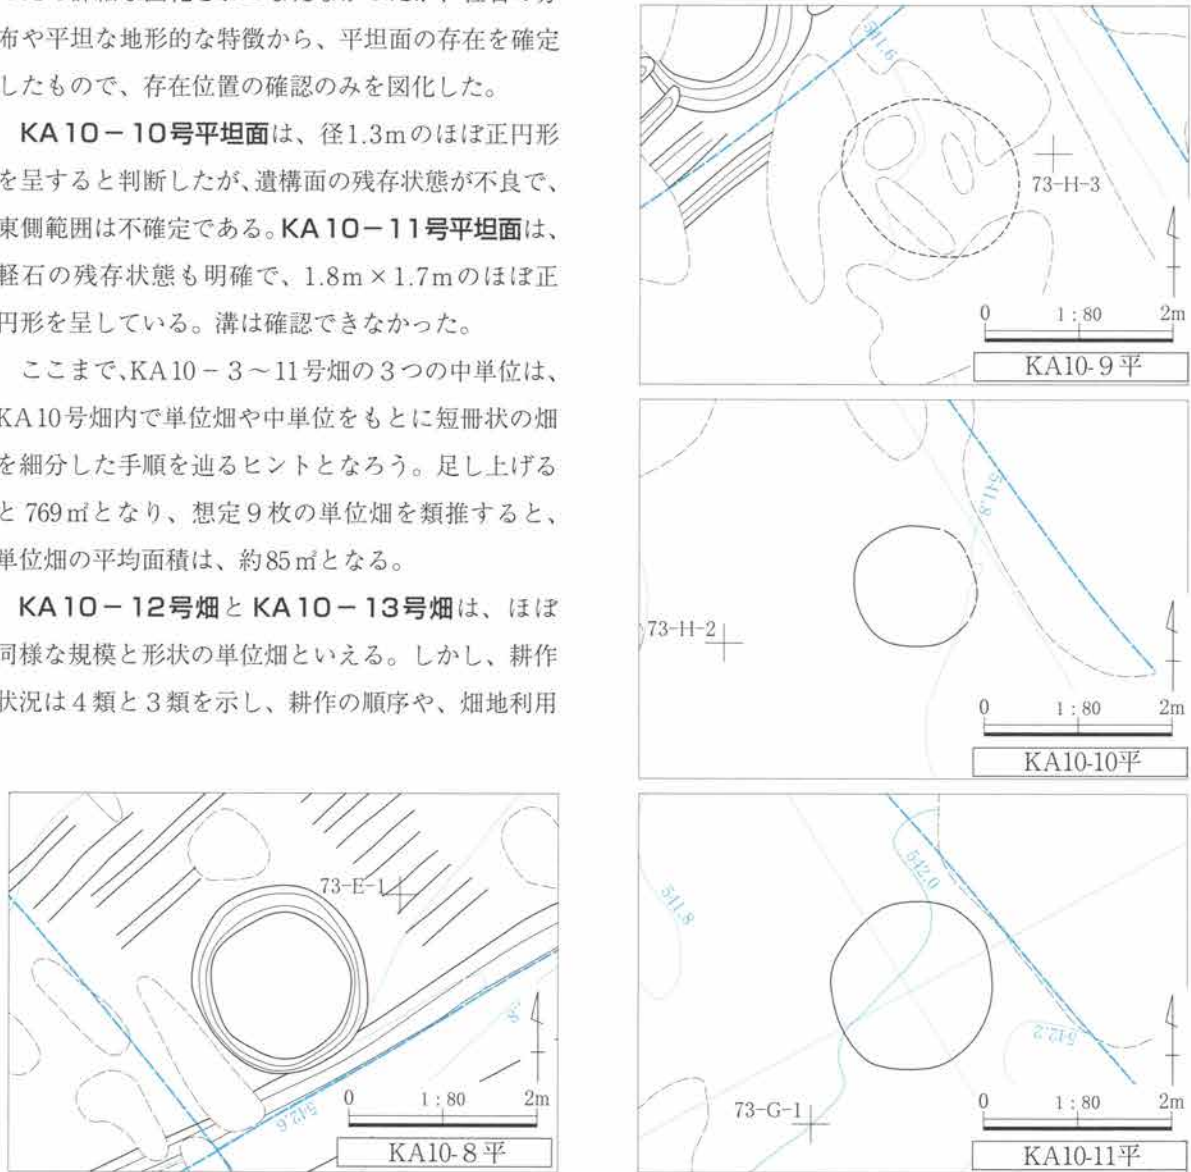 布や平坦な地形的な特徴から、平坦面の存在を確定
したもので、存在位置の確認のみを図化した。
KA10-10号平坦面は、径1.3mのほぼ正円形
を呈すると判断したが、遺構面の残存状態が不良で、
東側範囲は不確定である。KA10-11号平坦面は、
軽石の残存状態も明確で、1.8m×1.7mのほぼ正
円形を呈している。溝は確認できなかった。
ここまで、KA10-3~11号畑の3つの中単位は、
KA10号畑内で単位畑や中単位をもとに短冊状の畑
を細分した手順を辿るヒントとなろう。足し上げる
と769㎡となり、想定9枚の単位畑を類推すると、
単位畑の平均面積は、約85㎡となる。
KA10-12号畑とKA10-13号畑は、ほぼ
同様な規模と形状の単位畑といえる。しかし、耕作
状況は4類と3類を示し、耕作の順序や、畑地利用
541.6
73-H-3
0 1:80 2m
KA10-9平
541.8
73-H-2
0 1:80 2m
KA10-10平
73-E-1
542.6
0 1:80 2m
KA10-8平
542.0
541.8
542.2
73-G-1
0 1:80 2m
KA10-11平